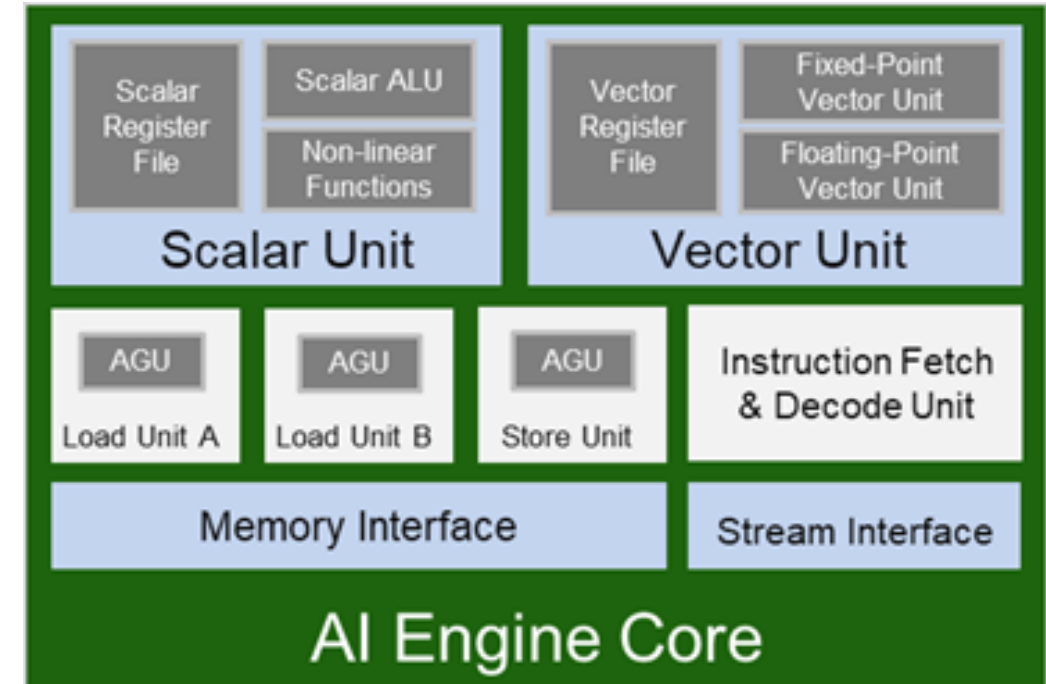 Scalar
Register
File
Scalar ALU
Non-linear
Functions
Scalar Unit
Vector
Register
File
Fixed-Point
Vector Unit
Floating-Point
Vector Unit
Vector Unit
AGU
Load Unit A
AGU
Load Unit B
AGU
Store Unit
Instruction Fetch
& Decode Unit
Memory Interface
Stream Interface
AI Engine Core